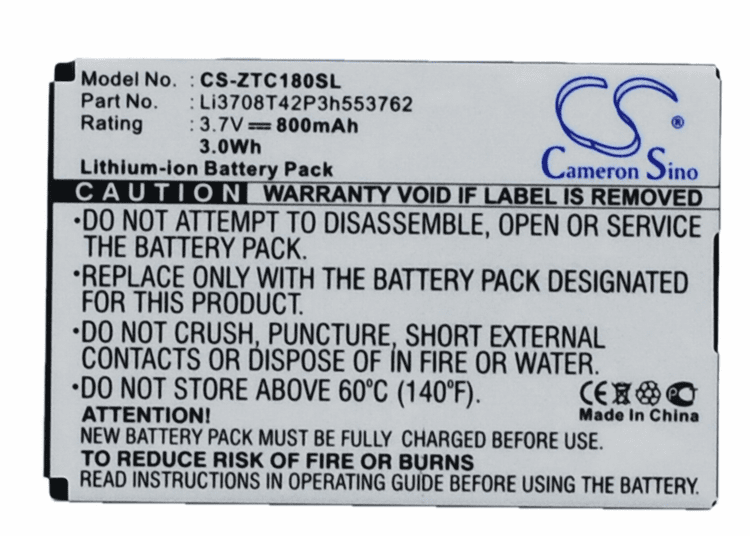 Model No. : CS-ZTC180SL
Part No. : Li3708T42P3h553762
Rating : 3.7V 800mAh
3.0Wh
Lithium-ion Battery Pack
CS ®
Cameron Sino
CAUTION WARRANTY VOID IF LABEL IS REMOVED
•DO NOT ATTEMPT TO DISASSEMBLE, OPEN OR SERVICE
THE BATTERY PACK.
•REPLACE ONLY WITH THE BATTERY PACK DESIGNATED
FOR THIS PRODUCT.
•DO NOT CRUSH, PUNCTURE, SHORT EXTERNAL
CONTACTS OR DISPOSE OF IN FIRE OR WATER.
•DO NOT STORE ABOVE 60°C (140°F).
CE
Made In China
ATTENTION!
NEW BATTERY PACK MUST BE FULLY CHARGED BEFORE USE.
TO REDUCE RISK OF FIRE OR BURNS
READ INSTRUCTIONS IN OPERATING GUIDE BEFORE USING THE BATTERY.